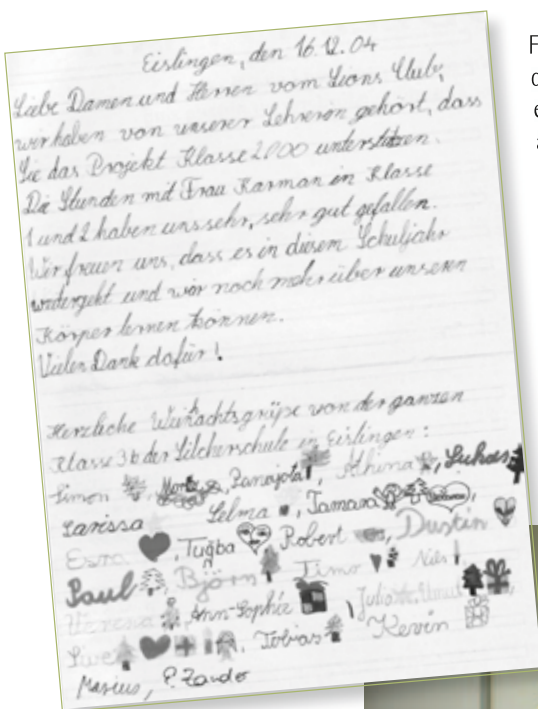 Eislingen, den 16.12.04
Liebe Damen und Herren vom Lions Club,
wir haben von unserer Lehrerin gehört, dass
Sie das Projekt Klasse 2000 unterstützen.
Die Stunden mit Frau Karman in Klasse
1 und 2 haben uns sehr, sehr gut gefallen.
Wir freuen uns, dass es in diesem Schuljahr
weitergeht und wir noch mehr über unseren
Körper lernen können.
Vielen Dank dafür!
Herzliche Weihnachtsgrüße von der ganzen
Klasse 3b der Silcherschule in Eislingen:
Simon, Moritz, Panajota, Athina, Lukas
Larissa Selma, Tamara,
Esra, Tuğba Robert, Dustin
Paul Björn Timo Nils
Verena Ann-Sophie Julia
Tobias Kevin
Marius, P. Zander